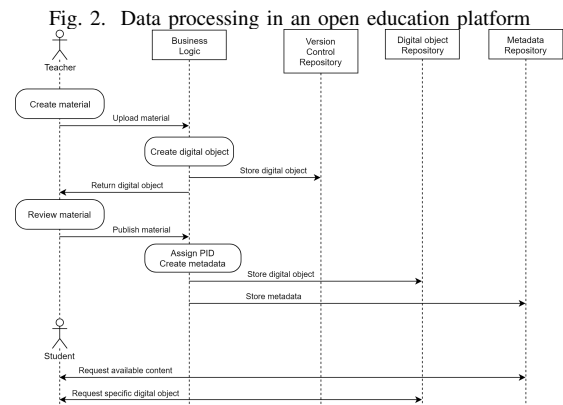 Fig. 2. Data processing in an open education platform
Teacher
Business
Logic
Version
Control
Repository
Digital object
Repository
Metadata
Repository
Create material
Upload material
Create digital object
Store digital object
Return digital object
Review material
Publish material
Assign PID
Create metadata
Store digital object
Store metadata
Student
Request available content
Request specific digital object